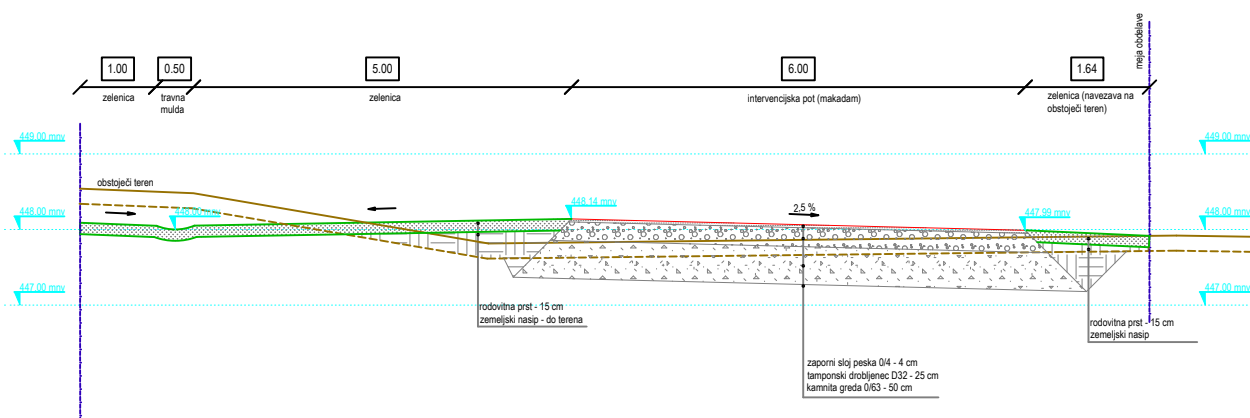 1.00
0.50
5.00
6.00
1.64
meja obdelave
zelenica
travna
mulda
zelenica
intervencijska pot (makadam)
zelenica (navezava na
obstoječi teren)
449.00 mnv
449.00 mnv
obstoječi teren
448.00 mnv
448.00 mnv
448.14 mnv
2,5 %
447.99 mnv
448.00 mnv
447.00 mnv
447.00 mnv
rodovitna prst - 15 cm
zemeljski nasip - do terena
rodovitna prst - 15 cm
zemeljski nasip
zaporni sloj peska 0/4 - 4 cm
tamponski drobljenec D32 - 25 cm
kamnita greda 0/63 - 50 cm